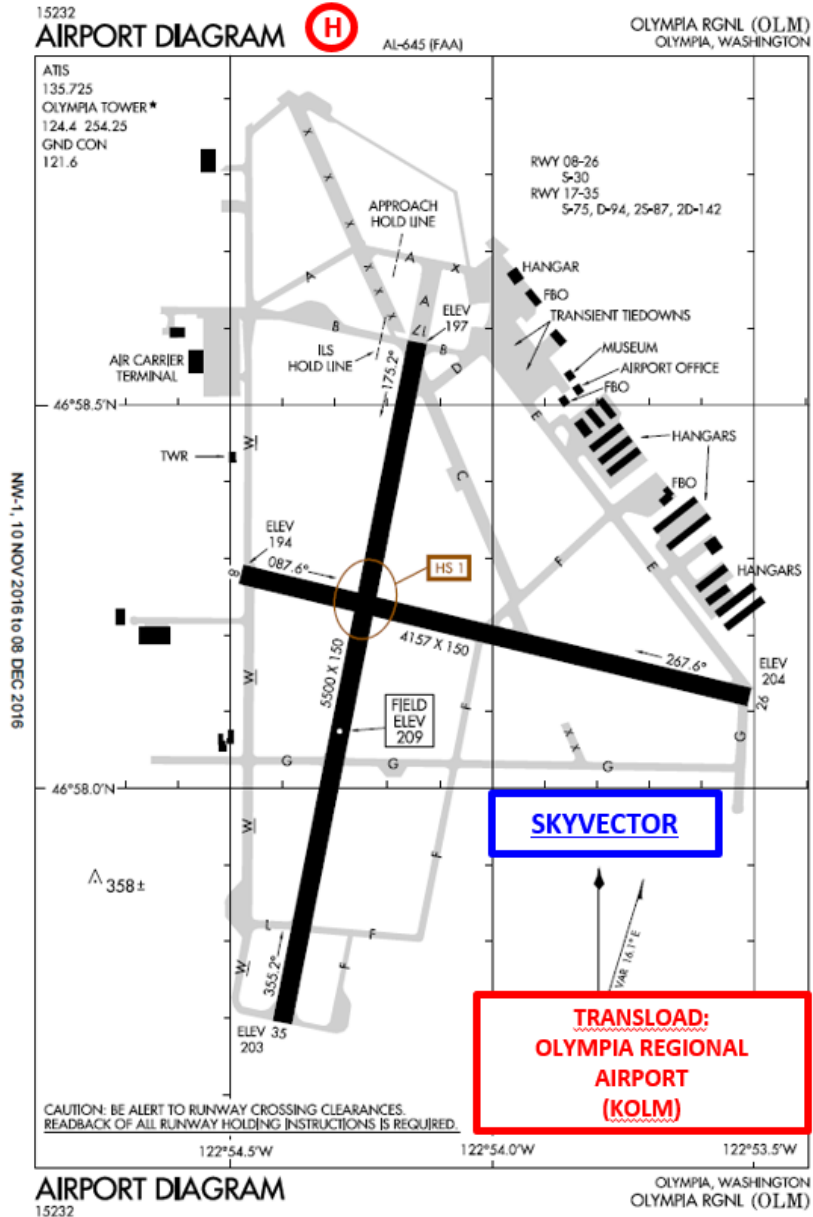 15232
AIRPORT DIAGRAM
H
AL-645 (FAA)
OLYMPIA RGNL (OLM)
OLYMPIA, WASHINGTON
ATIS
135.725
OLYMPIA TOWER★
124.4 254.25
GND CON
121.6
RWY 08-26
S-30
RWY 17-35
S-75, D-94, 2S-87, 2D-142
APPROACH
HOLD LINE
X
X
X
X
X
X
A
X
A
A
HANGAR
FBO
TRANSIENT TIEDOWNS
ELEV
197
17
B
B
D
ILS
HOLD LINE
175.2°
AIR CARRIER
TERMINAL
MUSEUM
AIRPORT OFFICE
FBO
46°58.5'N
E
W
TWR
HANGARS
C
FBO
ELEV
194
8
087.6°
HS 1
F
E
HANGARS
4157 X 150
5500 X 150
267.6°
ELEV
204
26
W
FIELD
ELEV
209
F
X X
G
G
G
G
46°58.0'N
SKYVECTOR
W
F
358±
L
F
F
W
355.2°
VAR 16.1° E
ELEV
203
35
TRANSLOAD:
OLYMPIA REGIONAL
AIRPORT
(KOLM)
CAUTION: BE ALERT TO RUNWAY CROSSING CLEARANCES.
READBACK OF ALL RUNWAY HOLDING INSTRUCTIONS IS REQUIRED.
122°54.5'W
122°54.0'W
122°53.5'W
NW-1, 10 NOV 2016 to 08 DEC 2016
AIRPORT DIAGRAM
15232
OLYMPIA, WASHINGTON
OLYMPIA RGNL (OLM)